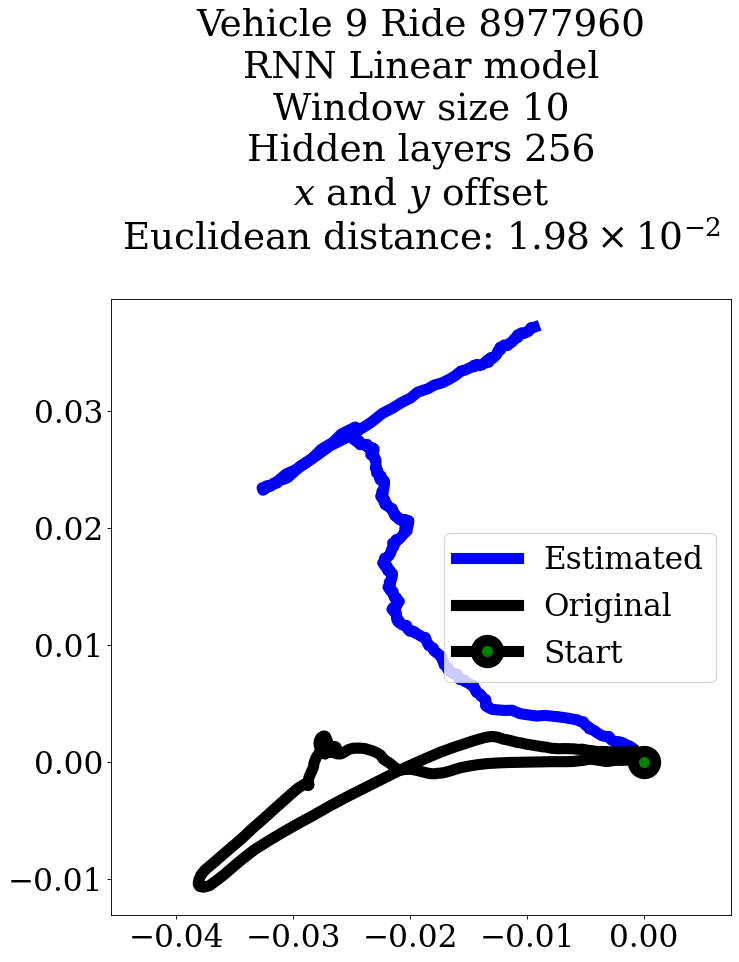 Vehicle 9 Ride 8977960
RNN Linear model
Window size 10
Hidden layers 256
x and y offset
Euclidean distance: 1.98 × 10⁻²
0.03
0.02
0.01
0.00
−0.01
Estimated
Original
Start
−0.04 −0.03 −0.02 −0.01 0.00